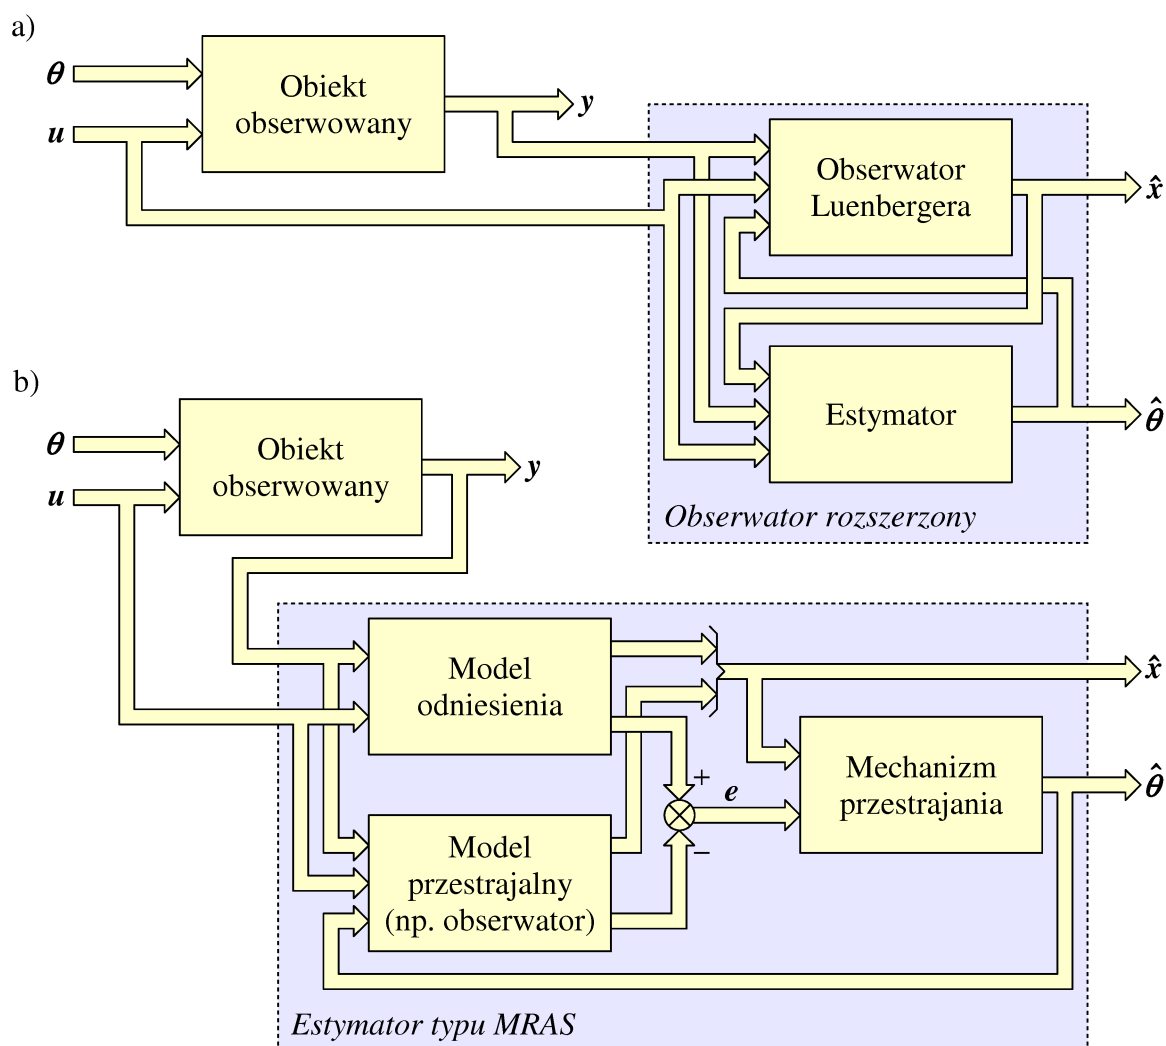 a)
θ
u
Obiekt
obserwowany
y
Obserwator
Luenbergera
x̂
Estymator
θ̂
Obserwator rozszerzony
b)
θ
u
Obiekt
obserwowany
y
Model
odniesienia
x̂
Mechanizm
przestrajania
θ̂
+
e
−
Model
przestrajalny
(np. obserwator)
Estymator typu MRAS